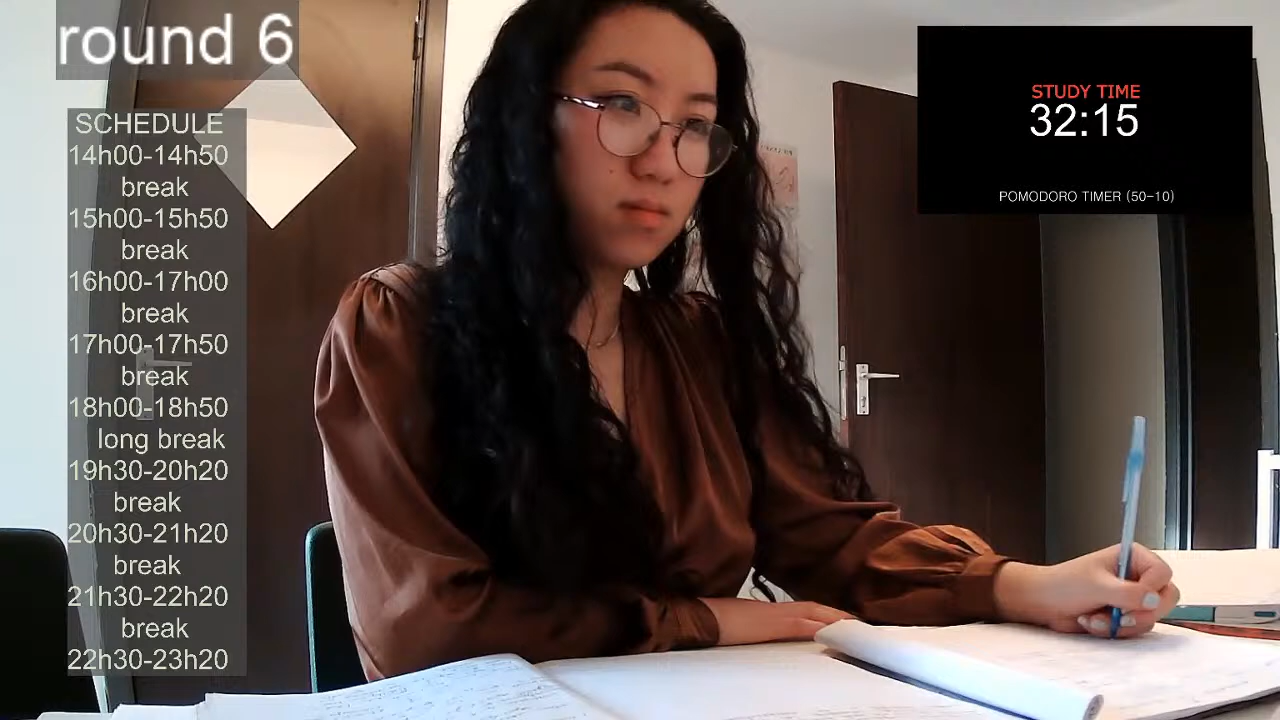 round 6
SCHEDULE
14h00-14h50
break
15h00-15h50
break
16h00-17h00
break
17h00-17h50
break
18h00-18h50
long break
19h30-20h20
break
20h30-21h20
break
21h30-22h20
break
22h30-23h20
STUDY TIME
32:15
POMODORO TIMER (50-10)